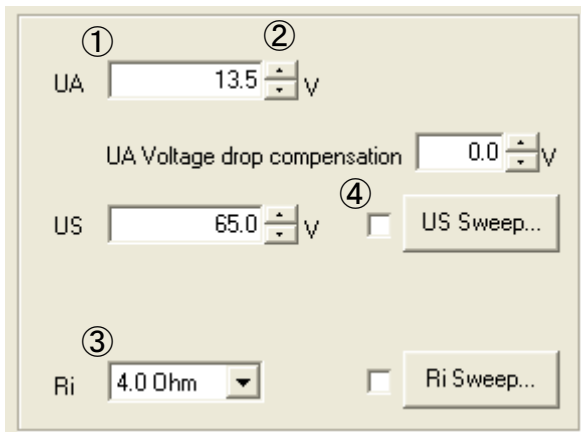 ① ②
UA 13.5 V
UA Voltage drop compensation 0.0 V
④
US 65.0 V US Sweep...
③
Ri 4.0 Ohm Ri Sweep...